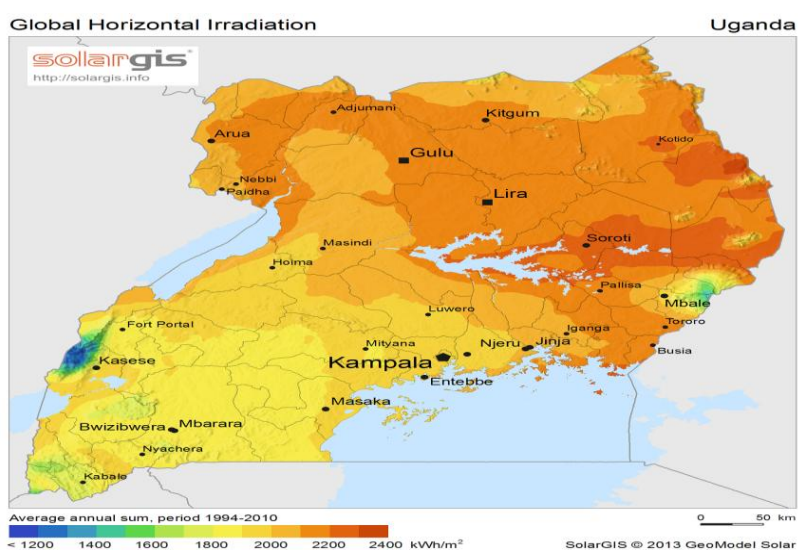 Global Horizontal Irradiation Uganda
solargis
http://solargis.info
Adjumani
Kitgum
Arua
Kotido
Gulu
Nebbi
Paidha
Lira
Soroti
Masindi
Hoima
Pallisa
Mbale
Luwero
Fort Portal
Tororo
Iganga
Mityana
Njeru Jinja
Busia
Kasese
Kampala
Entebbe
Masaka
Bwizibwera Mbarara
Nyachera
Kabale
Average annual sum, period 1994-2010
0 50 km
< 1200 1400 1600 1800 2000 2200 2400 kWh/m²
SolarGIS © 2013 GeoModel Solar